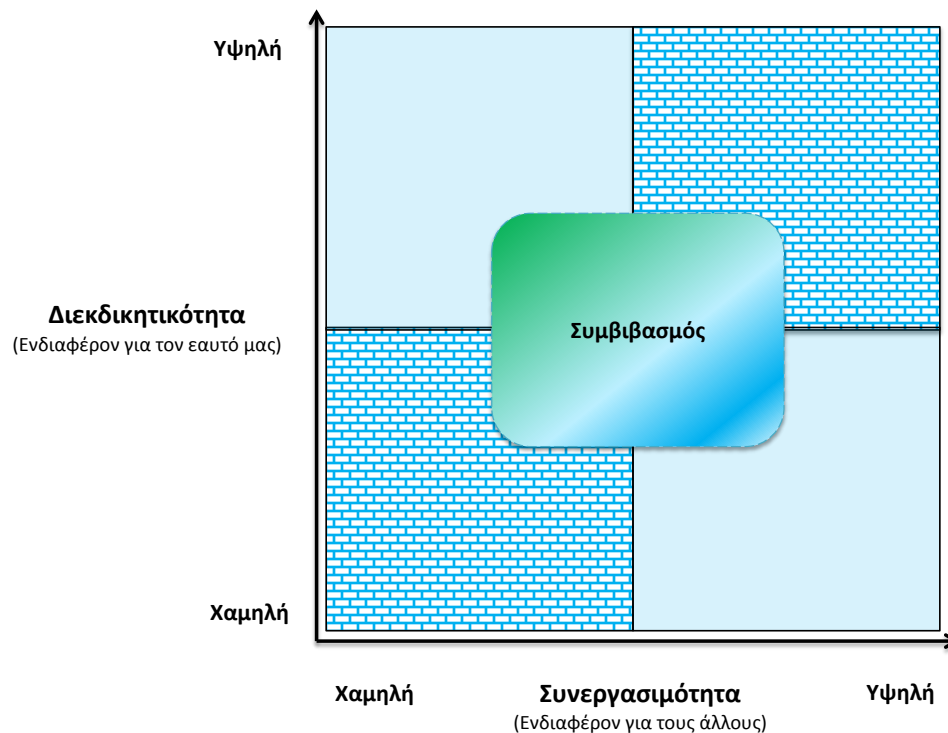 Υψηλή
Διεκδικητικότητα
(Ενδιαφέρον για τον εαυτό μας)
Συμβιβασμός
Χαμηλή
Χαμηλή
Συνεργασιμότητα
Υψηλή
(Ενδιαφέρον για τους άλλους)